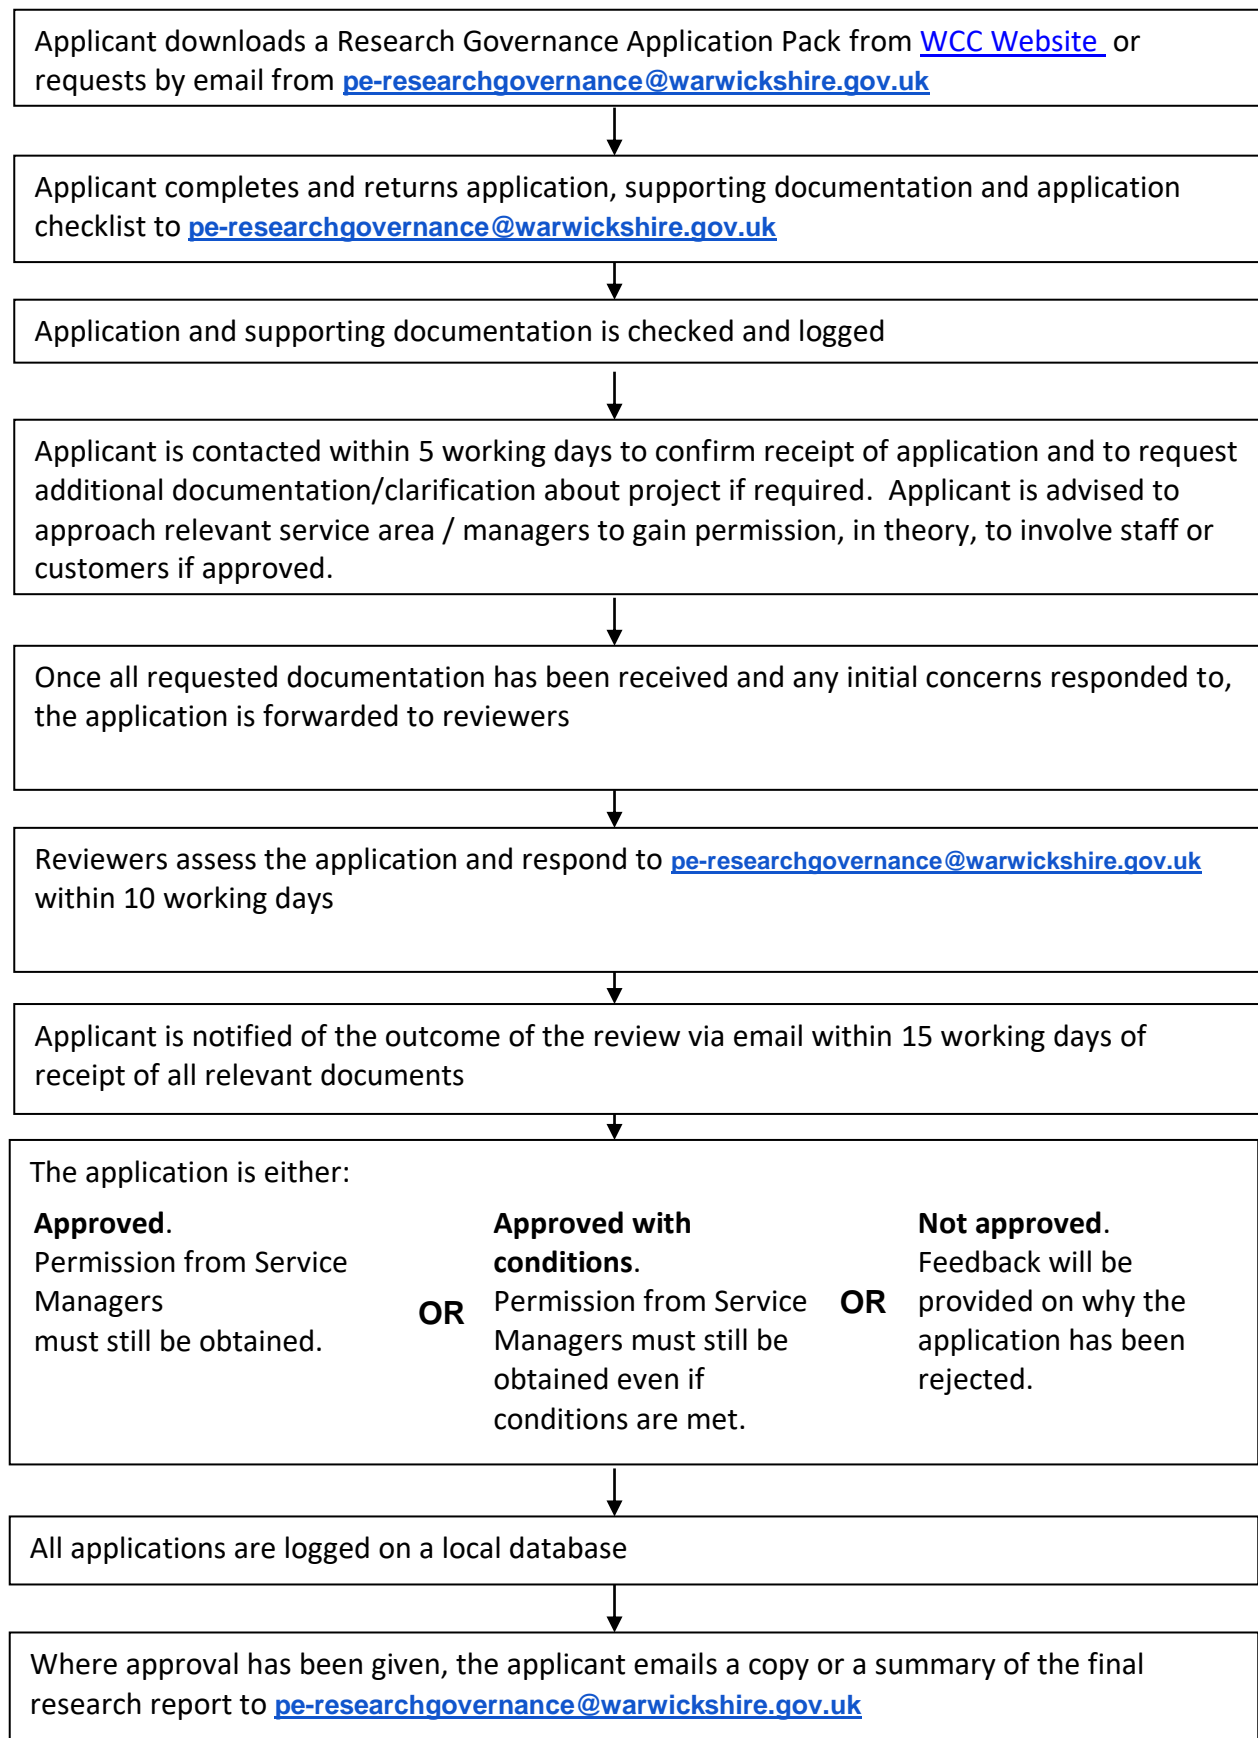 Applicant downloads a Research Governance Application Pack from WCC Website or
requests by email from pe-researchgovernance@warwickshire.gov.uk
Applicant completes and returns application, supporting documentation and application
checklist to pe-researchgovernance@warwickshire.gov.uk
Application and supporting documentation is checked and logged
Applicant is contacted within 5 working days to confirm receipt of application and to request
additional documentation/clarification about project if required.  Applicant is advised to
approach relevant service area / managers to gain permission, in theory, to involve staff or
customers if approved.
Once all requested documentation has been received and any initial concerns responded to,
the application is forwarded to reviewers
Reviewers assess the application and respond to pe-researchgovernance@warwickshire.gov.uk
within 10 working days
Applicant is notified of the outcome of the review via email within 15 working days of
receipt of all relevant documents
The application is either:
Approved.
Permission from Service
Managers
must still be obtained.
OR
Approved with
conditions.
Permission from Service
Managers must still be
obtained even if
conditions are met.
OR
Not approved.
Feedback will be
provided on why the
application has been
rejected.
All applications are logged on a local database
Where approval has been given, the applicant emails a copy or a summary of the final
research report to pe-researchgovernance@warwickshire.gov.uk